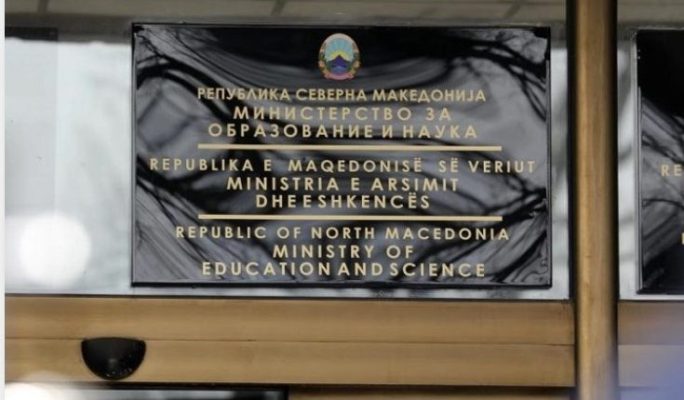 РЕПУБЛИКА СЕВЕРНА МАКЕДОНИЈА
МИНИСТЕРСТВО ЗА
ОБРАЗОВАНИЕ И НАУКА
REPUBLIKA E MAQEDONISË SË VERIUT
MINISTRIA E ARSIMIT
DHE E SHKENCËS
REPUBLIC OF NORTH MACEDONIA
MINISTRY OF
EDUCATION AND SCIENCE